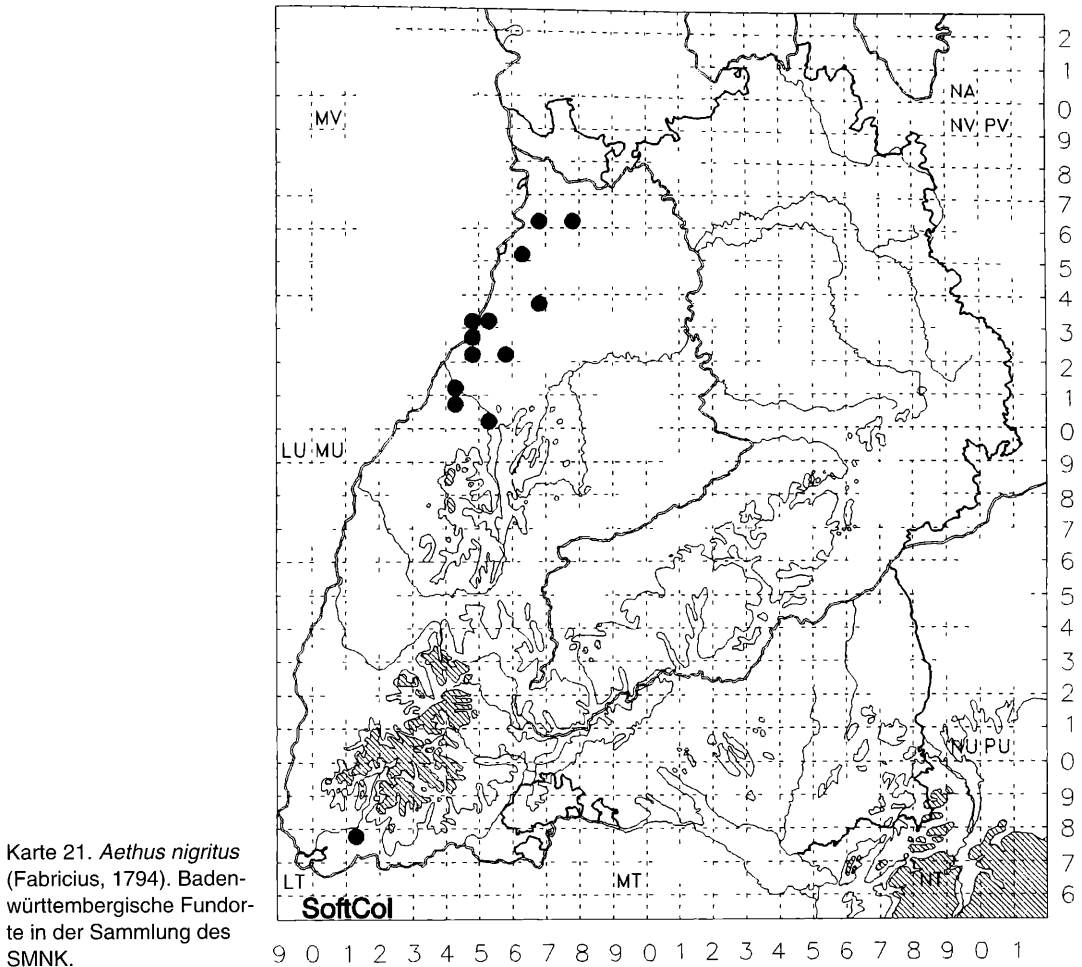 2
1
NA
0
MV
NV PV
9
8
7
6
5
4
3
2
1
0
LU MU
9
8
7
6
5
4
3
2
1
NU PU
0
9
8
Karte 21. Aethus nigritus
(Fabricius, 1794). Baden-
württembergische Fundor-
te in der Sammlung des
SMNK.
7
LT
MT
NT
6
SoftCol
9 0 1 2 3 4 5 6 7 8 9 0 1 2 3 4 5 6 7 8 9 0 1